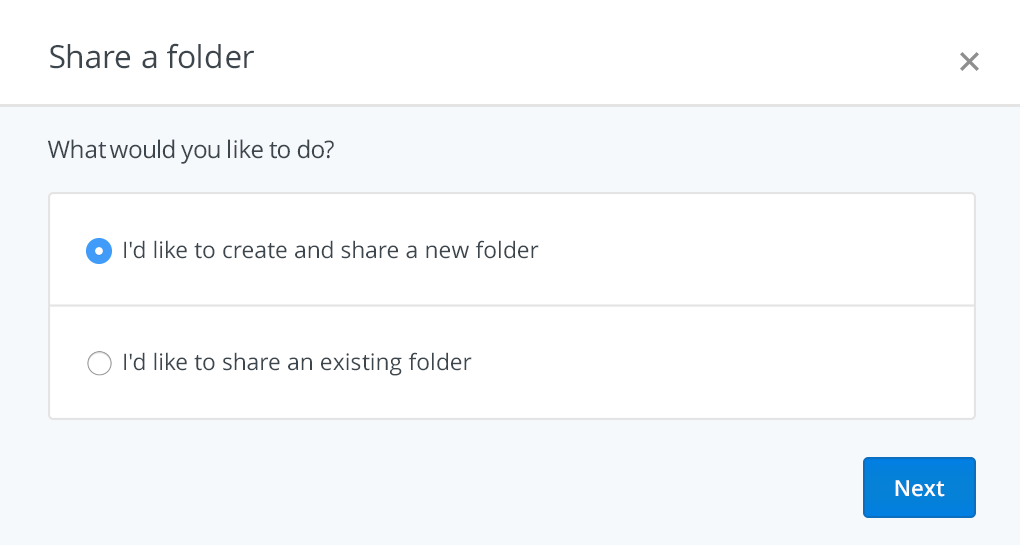 Share a folder
What would you like to do?
I'd like to create and share a new folder
I'd like to share an existing folder
Next